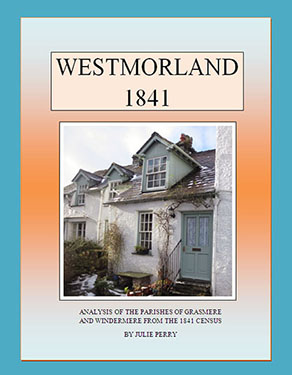 WESTMORLAND
1841
ANALYSIS OF THE PARISHES OF GRASMERE
AND WINDERMERE FROM THE 1841 CENSUS
BY JULIE PERRY